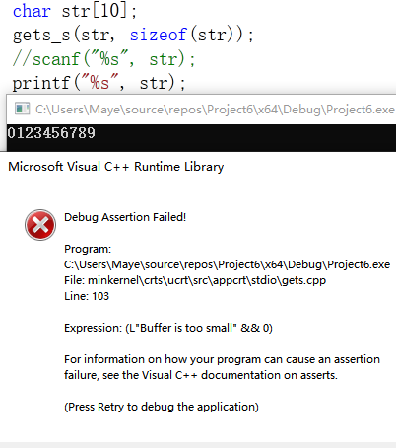 char str[10];
gets_s(str, sizeof(str));
//scanf("%s", str);
printf("%s", str);
C:\Users\Maye\source\repos\Project6\x64\Debug\Project6.exe
0123456789
Microsoft Visual C++ Runtime Library
Debug Assertion Failed!
Program:
C:\Users\Maye\source\repos\Project6\x64\Debug\Project6.exe
File: minkernel\crts\ucrt\src\appcrt\stdio\gets.cpp
Line: 103
Expression: (L"Buffer is too small" && 0)
For information on how your program can cause an assertion
failure, see the Visual C++ documentation on asserts.
(Press Retry to debug the application)